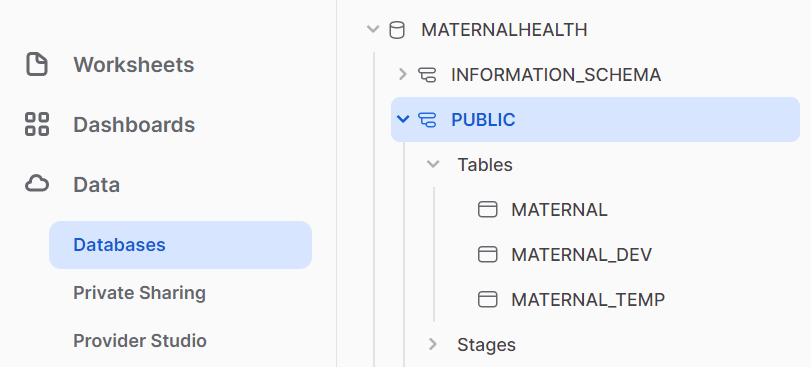 Worksheets
Dashboards
Data
Databases
Private Sharing
Provider Studio
MATERNALHEALTH
INFORMATION_SCHEMA
PUBLIC
Tables
MATERNAL
MATERNAL_DEV
MATERNAL_TEMP
Stages